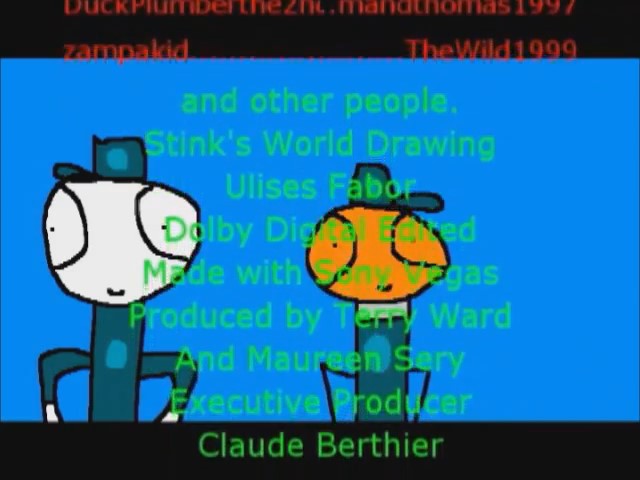 DuckPlumberthe2nd..mandthomas1997
zampakid........................TheWild1999
and other people.
Stink's World Drawing
Ulises Fabor
Dolby Digital Edited
Made with Sony Vegas
Produced by Terry Ward
And Maureen Sery
Executive Producer
Claude Berthier